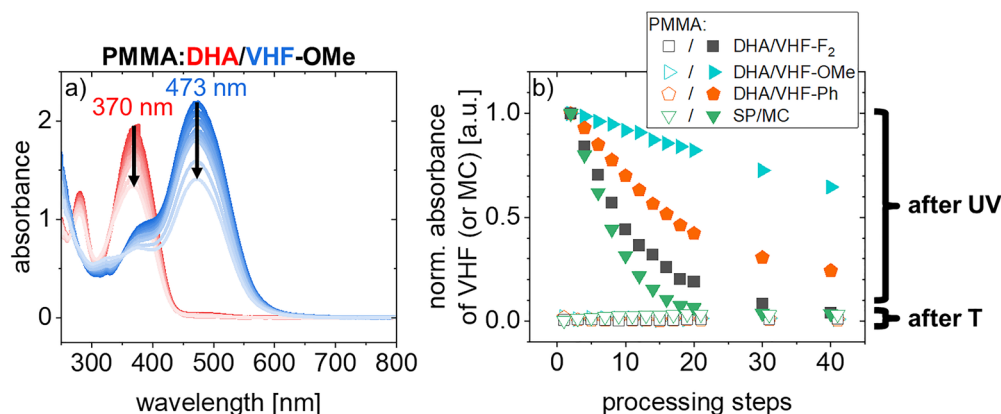 PMMA:DHA/VHF-OMe
a)
473 nm
370 nm
absorbance
2
1
0
300 400 500 600 700 800
wavelength [nm]
b)
PMMA:
/ DHA/VHF-F₂
/ DHA/VHF-OMe
/ DHA/VHF-Ph
/ SP/MC
norm. absorbance
of VHF (or MC) [a.u.]
1.0
0.5
0.0
0 10 20 30 40
processing steps
after UV
after T